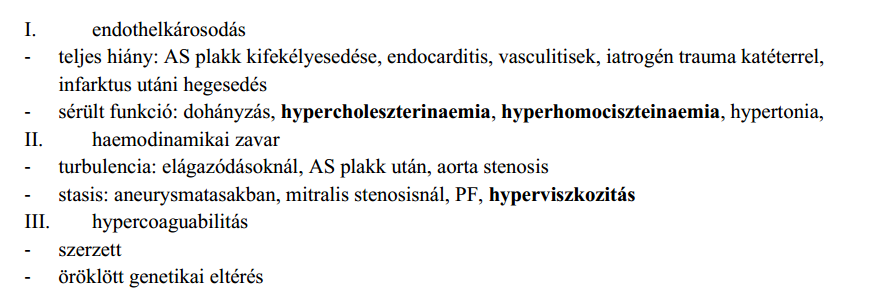 I. endothelkárosodás
- teljes hiány: AS plakk kifekélyesedése, endocarditis, vasculitisek, iatrogén trauma katéterrel,
infarktus utáni hegesedés
- sérült funkció: dohányzás, hypercholeszterinaemia, hyperhomociszteinaemia, hypertonia,
II. haemodinamikai zavar
- turbulencia: elágazódásoknál, AS plakk után, aorta stenosis
- stasis: aneurysmatasakban, mitralis stenosisnál, PF, hyperviszkozitás
III. hypercoaguabilitás
- szerzett
- öröklött genetikai eltérés